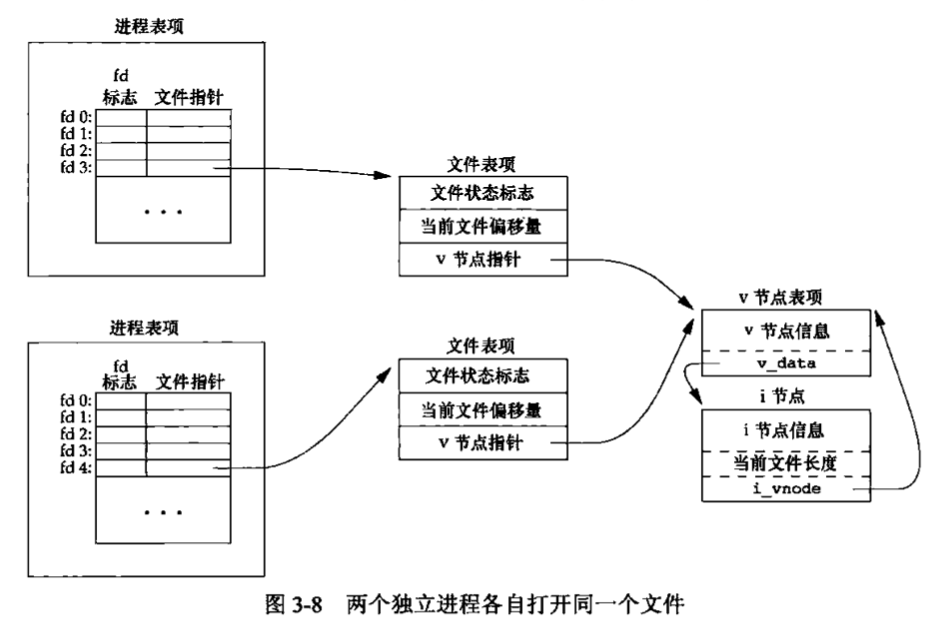 进程表项
fd
标志 文件指针
fd 0:
fd 1:
fd 2:
fd 3:
...
文件表项
文件状态标志
当前文件偏移量
v 节点指针
进程表项
fd
标志 文件指针
fd 0:
fd 1:
fd 2:
fd 3:
fd 4:
...
文件表项
文件状态标志
当前文件偏移量
v 节点指针
v 节点表项
v 节点信息
v_data
i 节点
i 节点信息
当前文件长度
i_vnode
图 3-8 两个独立进程各自打开同一个文件